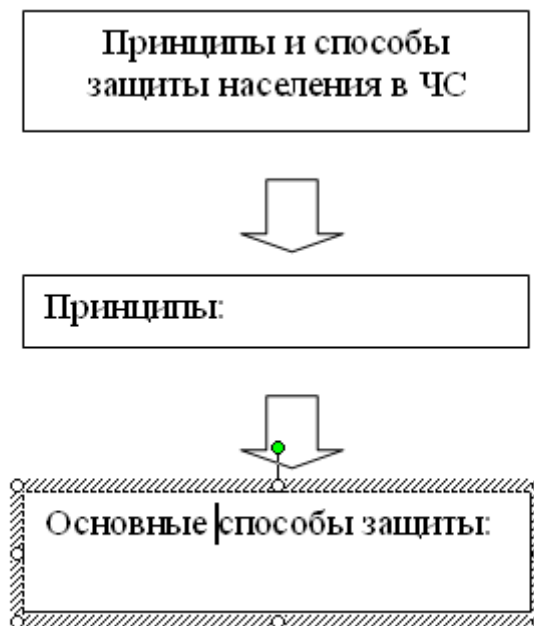 Принципы и способы
защиты населения в ЧС
Принципы:
Основные способы защиты: